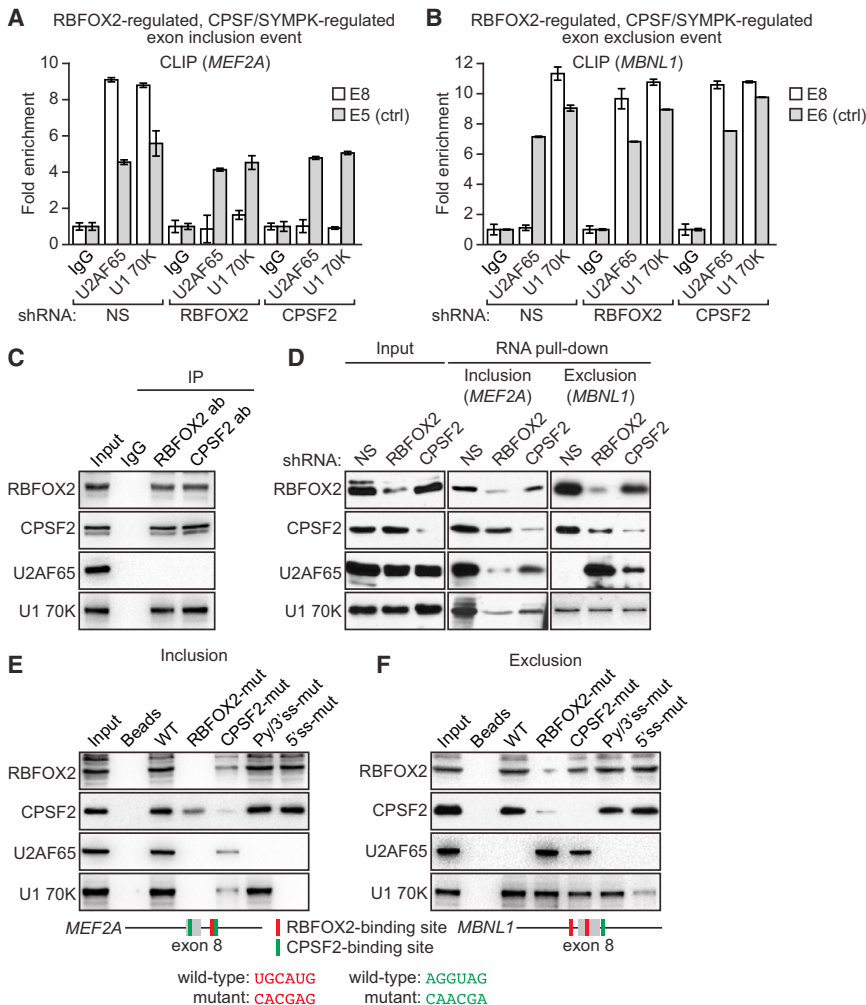 A
RBFOX2-regulated, CPSF/SYMPK-regulated
exon inclusion event
CLIP (MEF2A)
Fold enrichment
10
8
6
4
2
0
E8
E5 (ctrl)
IgG
U2AF65
U1 70K
IgG
U2AF65
U1 70K
IgG
U2AF65
U1 70K
shRNA: NS RBFOX2 CPSF2
B
RBFOX2-regulated, CPSF/SYMPK-regulated
exon exclusion event
CLIP (MBNL1)
Fold enrichment
12
10
8
6
4
2
0
E8
E6 (ctrl)
IgG
U2AF65
U1 70K
IgG
U2AF65
U1 70K
IgG
U2AF65
U1 70K
shRNA: NS RBFOX2 CPSF2
C
IP
Input
IgG
RBFOX2 ab
CPSF2 ab
RBFOX2
CPSF2
U2AF65
U1 70K
D
Input RNA pull-down
Inclusion
(MEF2A)
Exclusion
(MBNL1)
shRNA: NS RBFOX2 CPSF2 NS RBFOX2 CPSF2 NS RBFOX2 CPSF2
RBFOX2
CPSF2
U2AF65
U1 70K
E
Inclusion
Input
Beads
WT
RBFOX2-mut
CPSF2-mut
Py/3'ss-mut
5'ss-mut
RBFOX2
CPSF2
U2AF65
U1 70K
MEF2A
exon 8
F
Exclusion
Input
Beads
WT
RBFOX2-mut
CPSF2-mut
Py/3'ss-mut
5'ss-mut
RBFOX2
CPSF2
U2AF65
U1 70K
MBNL1
exon 8
RBFOX2-binding site
CPSF2-binding site
wild-type: UGCAUG
mutant: CACGAG
wild-type: AGGUAG
mutant: CAACGA